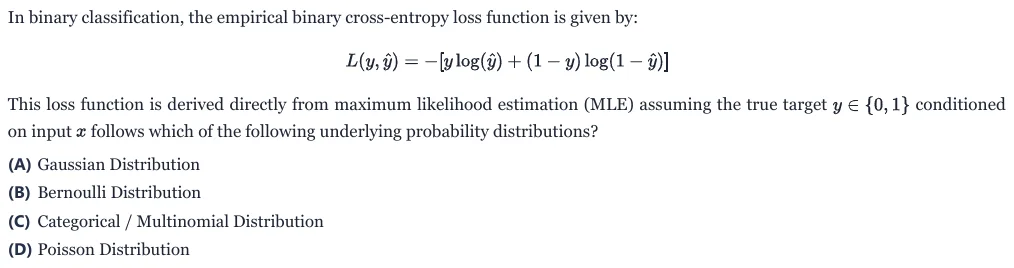 In binary classification, the empirical binary cross-entropy loss function is given by:
L(y, ŷ) = −[y log(ŷ) + (1 − y) log(1 − ŷ)]
This loss function is derived directly from maximum likelihood estimation (MLE) assuming the true target y ∈ {0, 1} conditioned
on input x follows which of the following underlying probability distributions?
(A) Gaussian Distribution
(B) Bernoulli Distribution
(C) Categorical / Multinomial Distribution
(D) Poisson Distribution